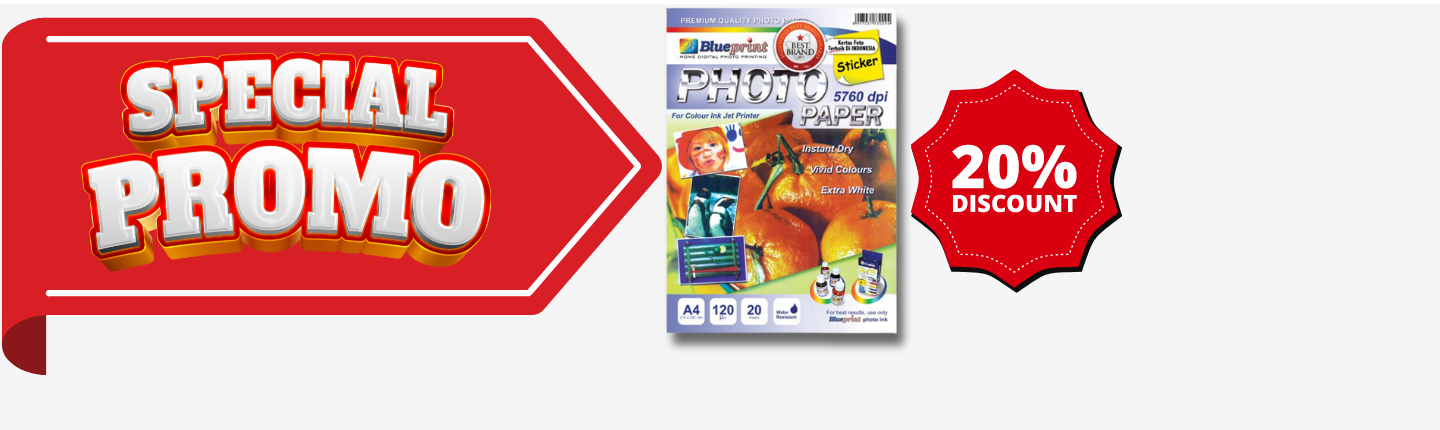 SPECIAL
PROMO
PREMIUM QUALITY PHOTO
Blueprint
HOME DIGITAL PHOTO PRINTING
BEST
BRAND
Kertas Foto
Terbaik Di INDONESIA
Sticker
PHOTO
5760 dpi
PAPER
For Colour Ink Jet Printer
Instant Dry
Vivid Colours
Extra White
A4
120
20
sheets
Water
Resistant
For best results, use only
Blueprint photo ink
20%
DISCOUNT